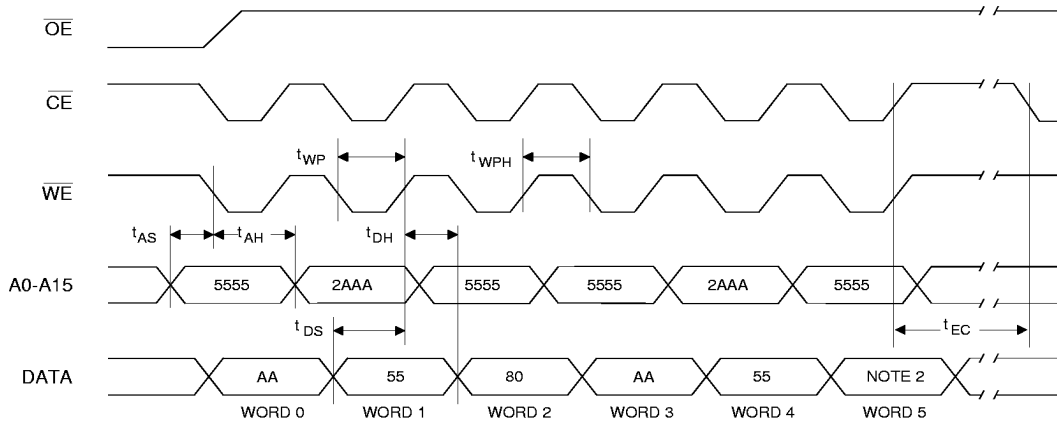 OE
CE
tWP
tWPH
WE
tAS
tAH
tDH
A0-A15
5555
2AAA
5555
5555
2AAA
5555
tDS
tEC
DATA
AA
55
80
AA
55
NOTE 2
WORD 0
WORD 1
WORD 2
WORD 3
WORD 4
WORD 5